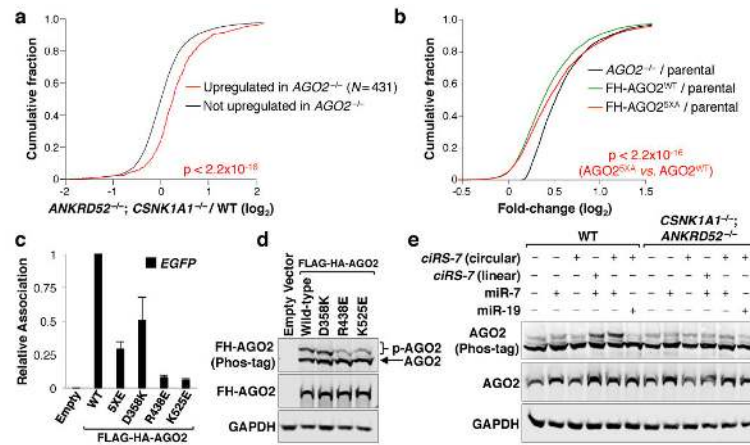 a
Cumulative fraction
1.0
0.8
0.6
0.4
0.2
0
Upregulated in AGO2⁻/⁻ (N=431)
Not upregulated in AGO2⁻/⁻
p < 2.2x10⁻¹⁶
-2 -1 0 1 2
ANKRD52⁻/⁻; CSNK1A1⁻/⁻/ WT (log₂)
b
Cumulative fraction
1.0
0.8
0.6
0.4
0.2
0
AGO2⁻/⁻ / parental
FH-AGO2ᵂᵀ / parental
FH-AGO2⁵ˣᴬ / parental
p < 2.2x10⁻¹⁶
(AGO2⁵ˣᴬ vs. AGO2ᵂᵀ)
-0.5 0 0.5 1.0 1.5
Fold-change (log₂)
c
Relative Association
1
0.75
0.5
0.25
0
EGFP
Empty WT 5XE D358K R438E K525E
FLAG-HA-AGO2
d
FLAG-HA-AGO2
Empty Vector Wild-type D358K R438E K525E
FH-AGO2
(Phos-tag)
p-AGO2
AGO2
FH-AGO2
GAPDH
e
WT
CSNK1A1⁻/⁻;
ANKRD52⁻/⁻
ciRS-7 (circular)
ciRS-7 (linear)
miR-7
miR-19
AGO2
(Phos-tag)
AGO2
GAPDH